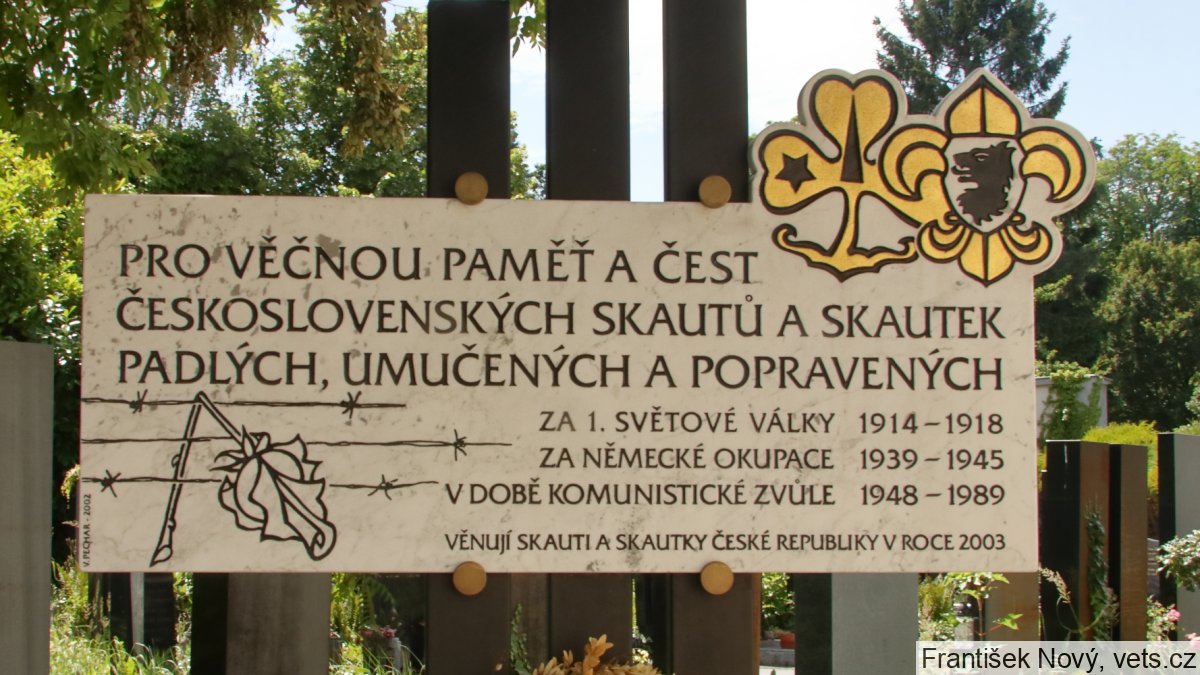 PRO VĚČNOU PAMĚŤ A ČEST
ČESKOSLOVENSKÝCH SKAUTŮ A SKAUTEK
PADLÝCH, UMUČENÝCH A POPRAVENÝCH
ZA 1. SVĚTOVÉ VÁLKY 1914 – 1918
ZA NĚMECKÉ OKUPACE 1939 – 1945
V DOBĚ KOMUNISTICKÉ ZVŮLE 1948 – 1989
VĚNUJÍ SKAUTI A SKAUTKY ČESKÉ REPUBLIKY V ROCE 2003
V. PECHAR - 2002
František Nový, vets.cz